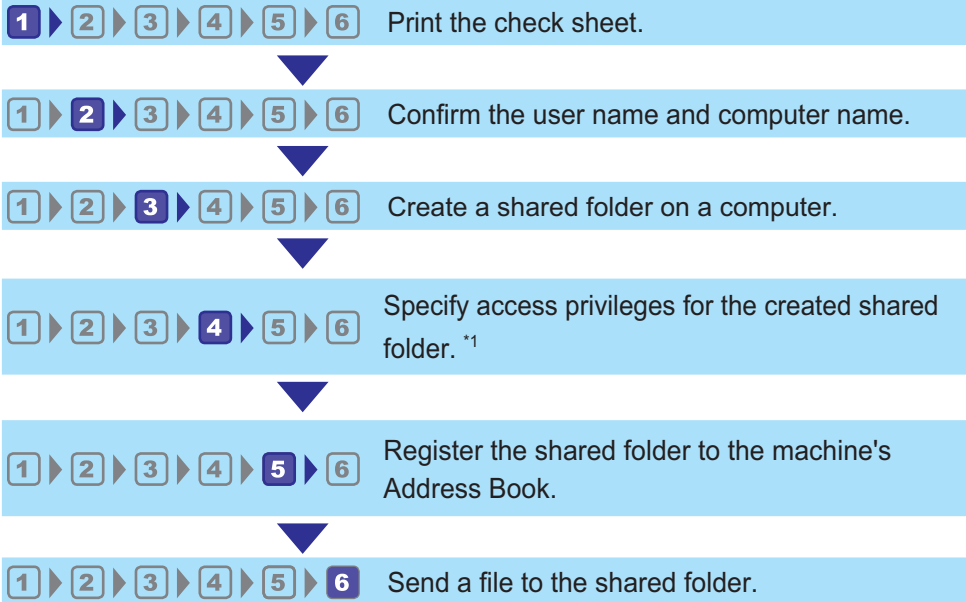 1 2 3 4 5 6 Print the check sheet.
1 2 3 4 5 6 Confirm the user name and computer name.
1 2 3 4 5 6 Create a shared folder on a computer.
1 2 3 4 5 6 Specify access privileges for the created shared
folder. *1
1 2 3 4 5 6 Register the shared folder to the machine's
Address Book.
1 2 3 4 5 6 Send a file to the shared folder.